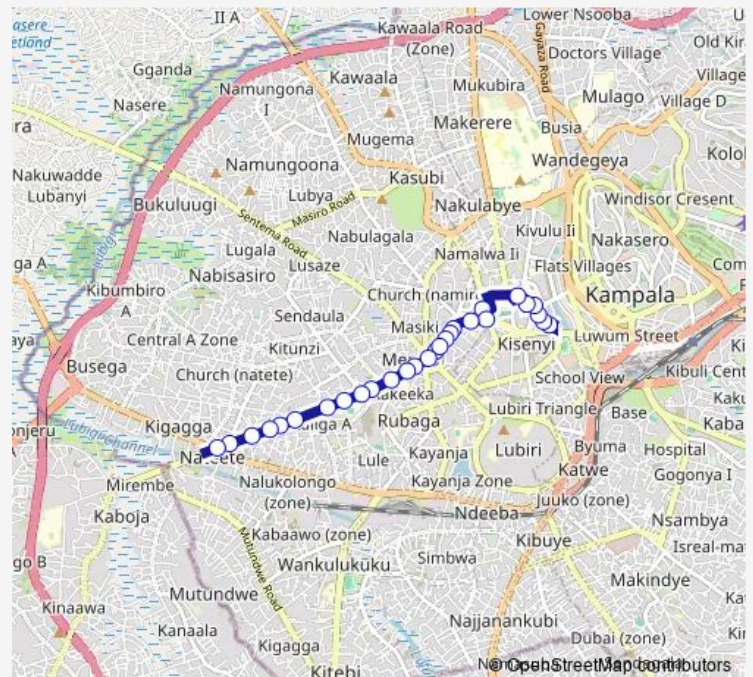 Lower Nsooba
II A
Kawaala Road
(Zone)
Gayaza Road
Doctors Village
Old Kir
Gganda
Kawaala
Namungona
I
Mukubira
Village
Mulago
Village D
Nasere
Makerere
Busia
Mugema
Wandegeya
Namungoona
Kasubi
Nakuwadde
Lubanyi
Bukuluugi
Lubya
Masiro Road
Sentema Road
Nakulabye
Windsor Cresent
Kivulu Ii
Nabulagala
Nakasero
Lugala
Lusaze
Namalwa Ii
Flats Villages
Nabisasiro
Kibumbiro
A
Kampala
Sendaula
Central A Zone
Kitunzi
Kisenyi
Luwum Street
Busega
Church (natete)
School View
Kibuli Cent
Lubiri Triangle
Base
Kigagga
Rubaga
Lubigi Channel
Lubiri
Byuma
Hospital
Kayanja
Lule
Mirembe
Nalukolongo
(zone)
Kayanja Zone
Katwe
Gogonya I
Kaboja
Ndeeba
Juuko (zone)
Nsambya
Kabaawo (zone)
Kibuye
Mutundwe Road
Wankulukuku
Simbwa
Makindye
Mutundwe
Kinaawa
Kanaala
Najjanankubi
Kigagga
Dubai (zone)
Kitebi
© OpenStreetMap contributors